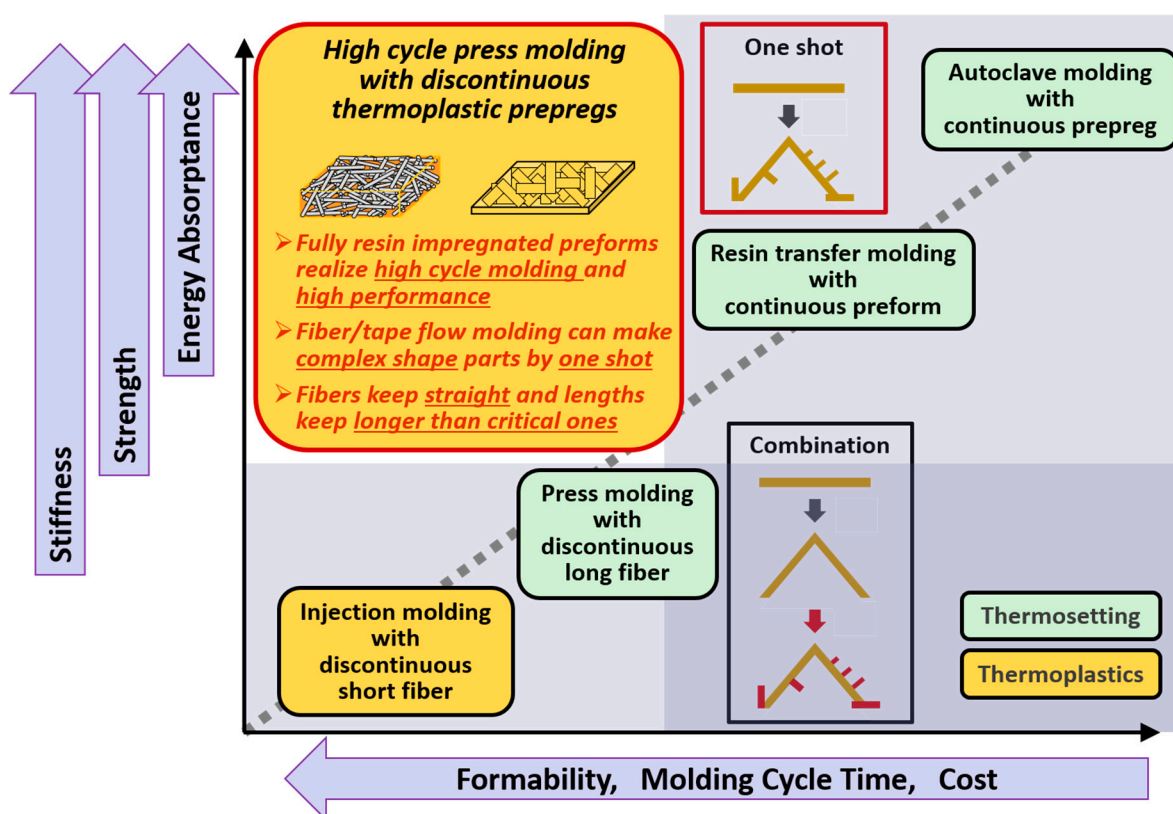 High cycle press molding
with discontinuous
thermoplastic prepregs
➢ Fully resin impregnated preforms
realize high cycle molding and
high performance
➢ Fiber/tape flow molding can make
complex shape parts by one shot
➢ Fibers keep straight and lengths
keep longer than critical ones
One shot
Autoclave molding
with
continuous prepreg
Resin transfer molding
with
continuous preform
Combination
Press molding
with
discontinuous
long fiber
Injection molding
with
discontinuous
short fiber
Thermosetting
Thermoplastics
Stiffness
Strength
Energy Absorptance
Formability, Molding Cycle Time, Cost